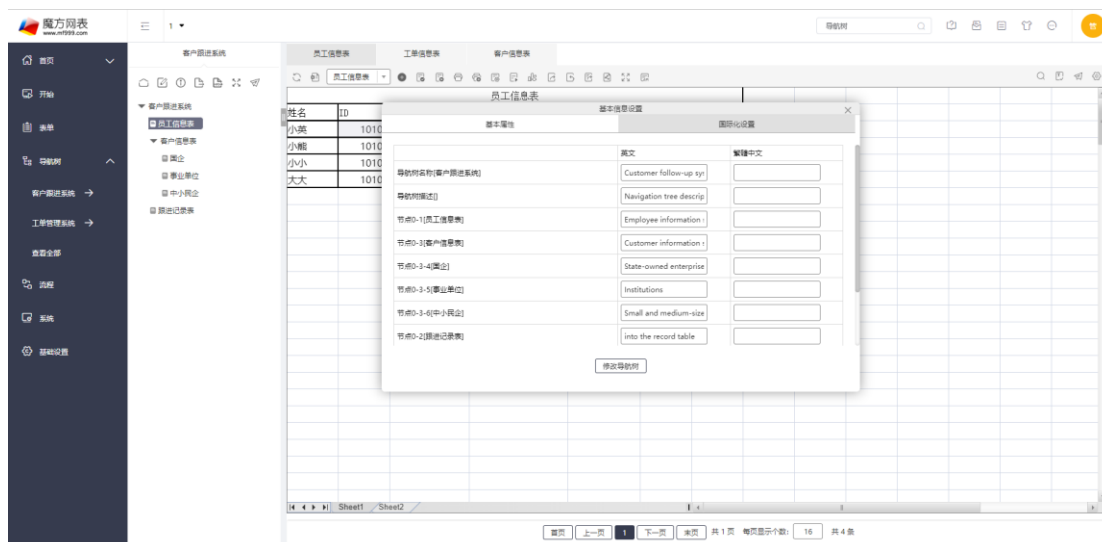 魔方网表
www.mf999.com
1
导航树
智
首页
开始
表单
导航树
客户跟进系统
工单管理系统
查看全部
流程
系统
基础设置
客户跟进系统
客户跟进系统
员工信息表
客户信息表
国企
事业单位
中小民企
跟进记录表
员工信息表 工单信息表 客户信息表
员工信息表
员工信息表
姓名 ID
小英 1010
小熊 1010
小小 1010
大大 1010
基本信息设置
基本属性 国际化设置
英文 繁體中文
导航树名称[客户跟进系统] Customer follow-up sy
导航树描述[] Navigation tree descrip
节点0-1[员工信息表] Employee information
节点0-3[客户信息表] Customer information
节点0-3-4[国企] State-owned enterprise
节点0-3-5[事业单位] Institutions
节点0-3-6[中小民企] Small and medium-size
节点0-2[跟进记录表] into the record table
修改导航树
Sheet1 Sheet2
首页 上一页 1 下一页 末页 共1页 每页显示个数: 16 共4条